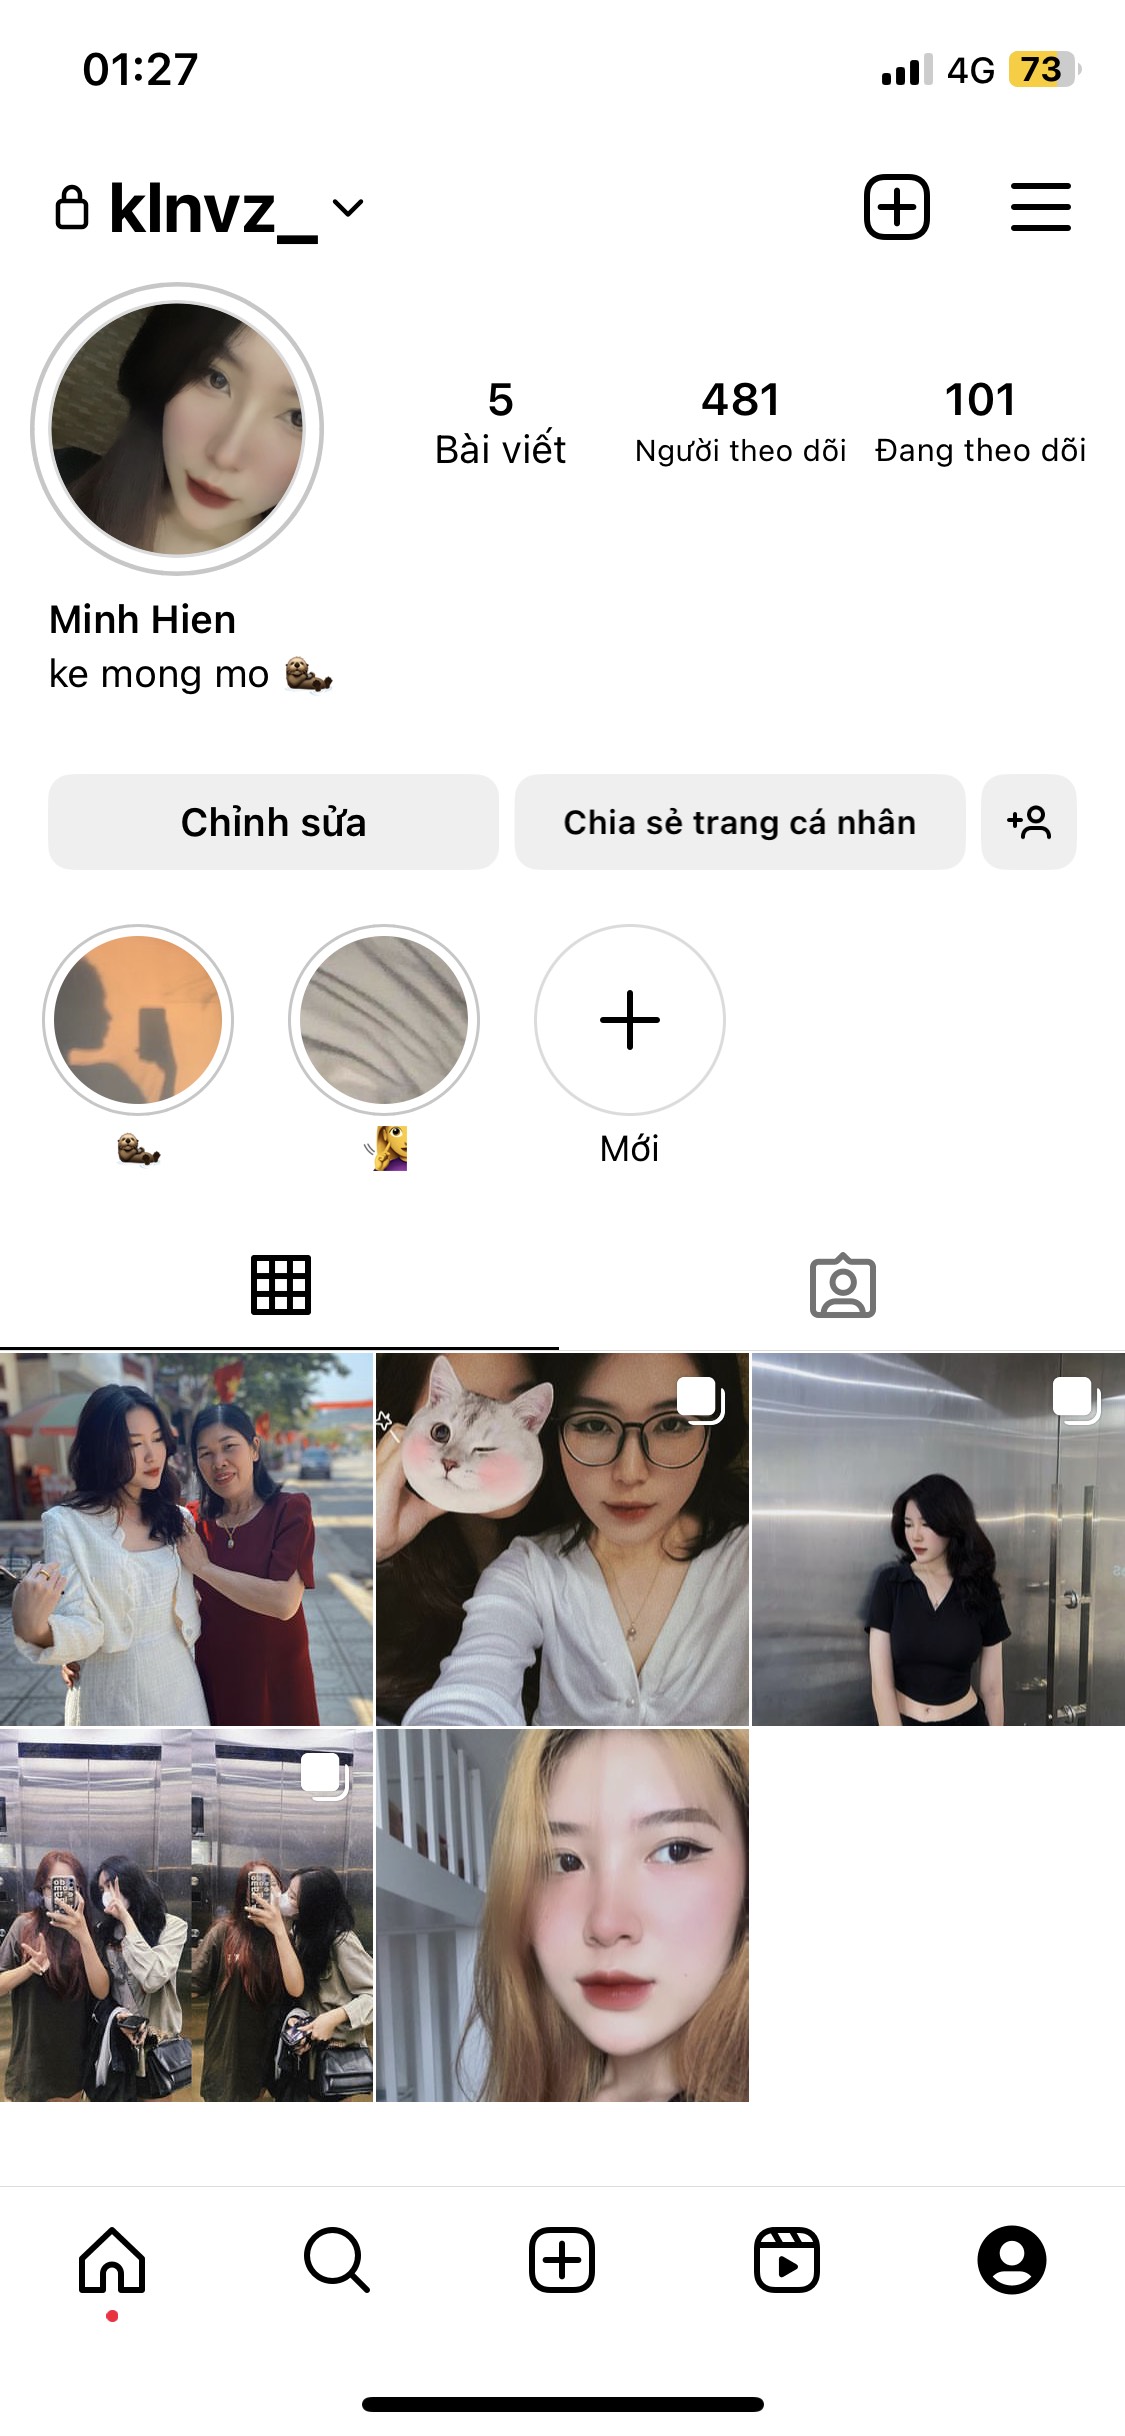 01:27 4G 73
klnvz_
5 481 101
Bài viết Người theo dõi Đang theo dõi
Minh Hien
ke mong mo
Chỉnh sửa Chia sẻ trang cá nhân
Mới